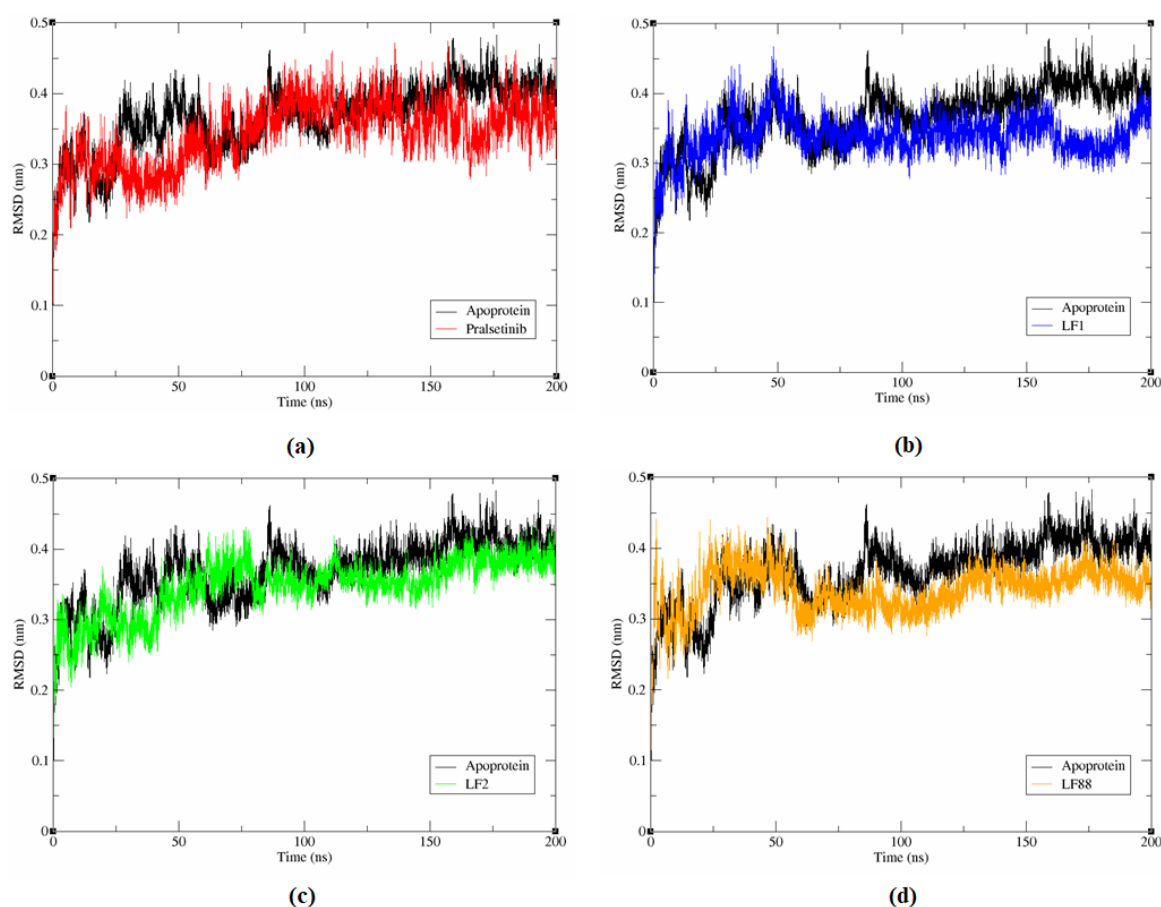 0.5
0.4
0.3
0.2
0.1
0
RMSD (nm)
0 50 100 150 200
Time (ns)
Apoprotein
Pralsetinib
(a)
0.5
0.4
0.3
0.2
0.1
0
RMSD (nm)
0 50 100 150 200
Time (ns)
Apoprotein
LF1
(b)
0.5
0.4
0.3
0.2
0.1
0
RMSD (nm)
0 50 100 150 200
Time (ns)
Apoprotein
LF2
(c)
0.5
0.4
0.3
0.2
0.1
0
RMSD (nm)
0 50 100 150 200
Time (ns)
Apoprotein
LF88
(d)